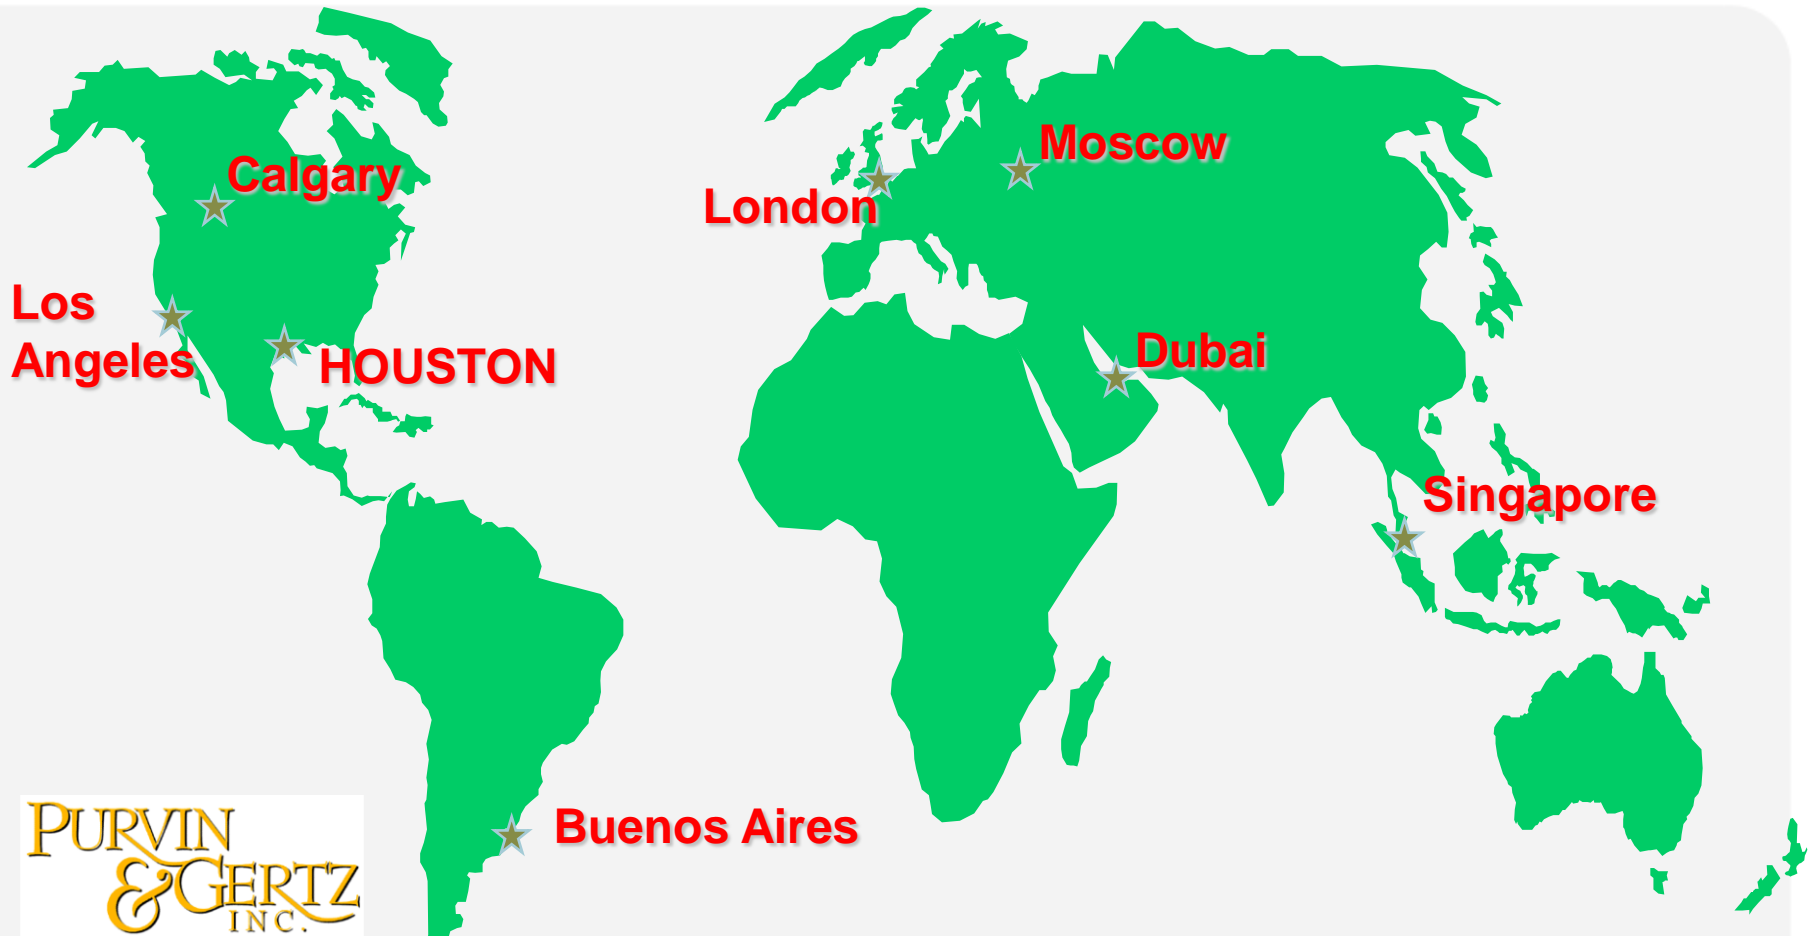 Moscow
Calgary
London
Los
Angeles
HOUSTON
Dubai
Singapore
Buenos Aires
PURVIN
&GERTZ
INC.